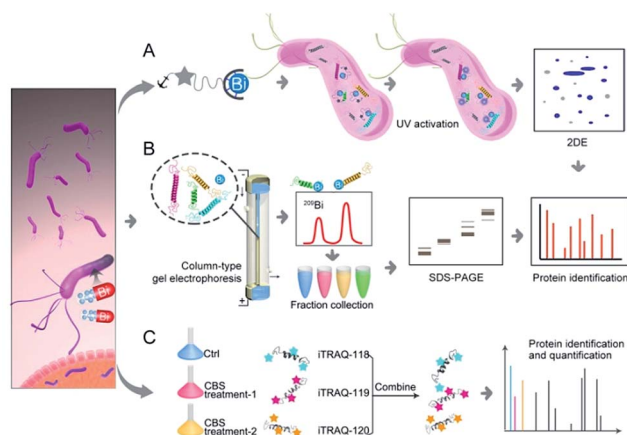 A
Bi
UV activation
2DE
B
Bi
Bi
Bi
209Bi
Column-type
gel electrophoresis
-
+
Fraction collection
SDS-PAGE
Protein identification
Bi
Bi
C
Ctrl
CBS
treatment-1
CBS
treatment-2
iTRAQ-118
iTRAQ-119
iTRAQ-120
Combine
Protein identification
and quantification